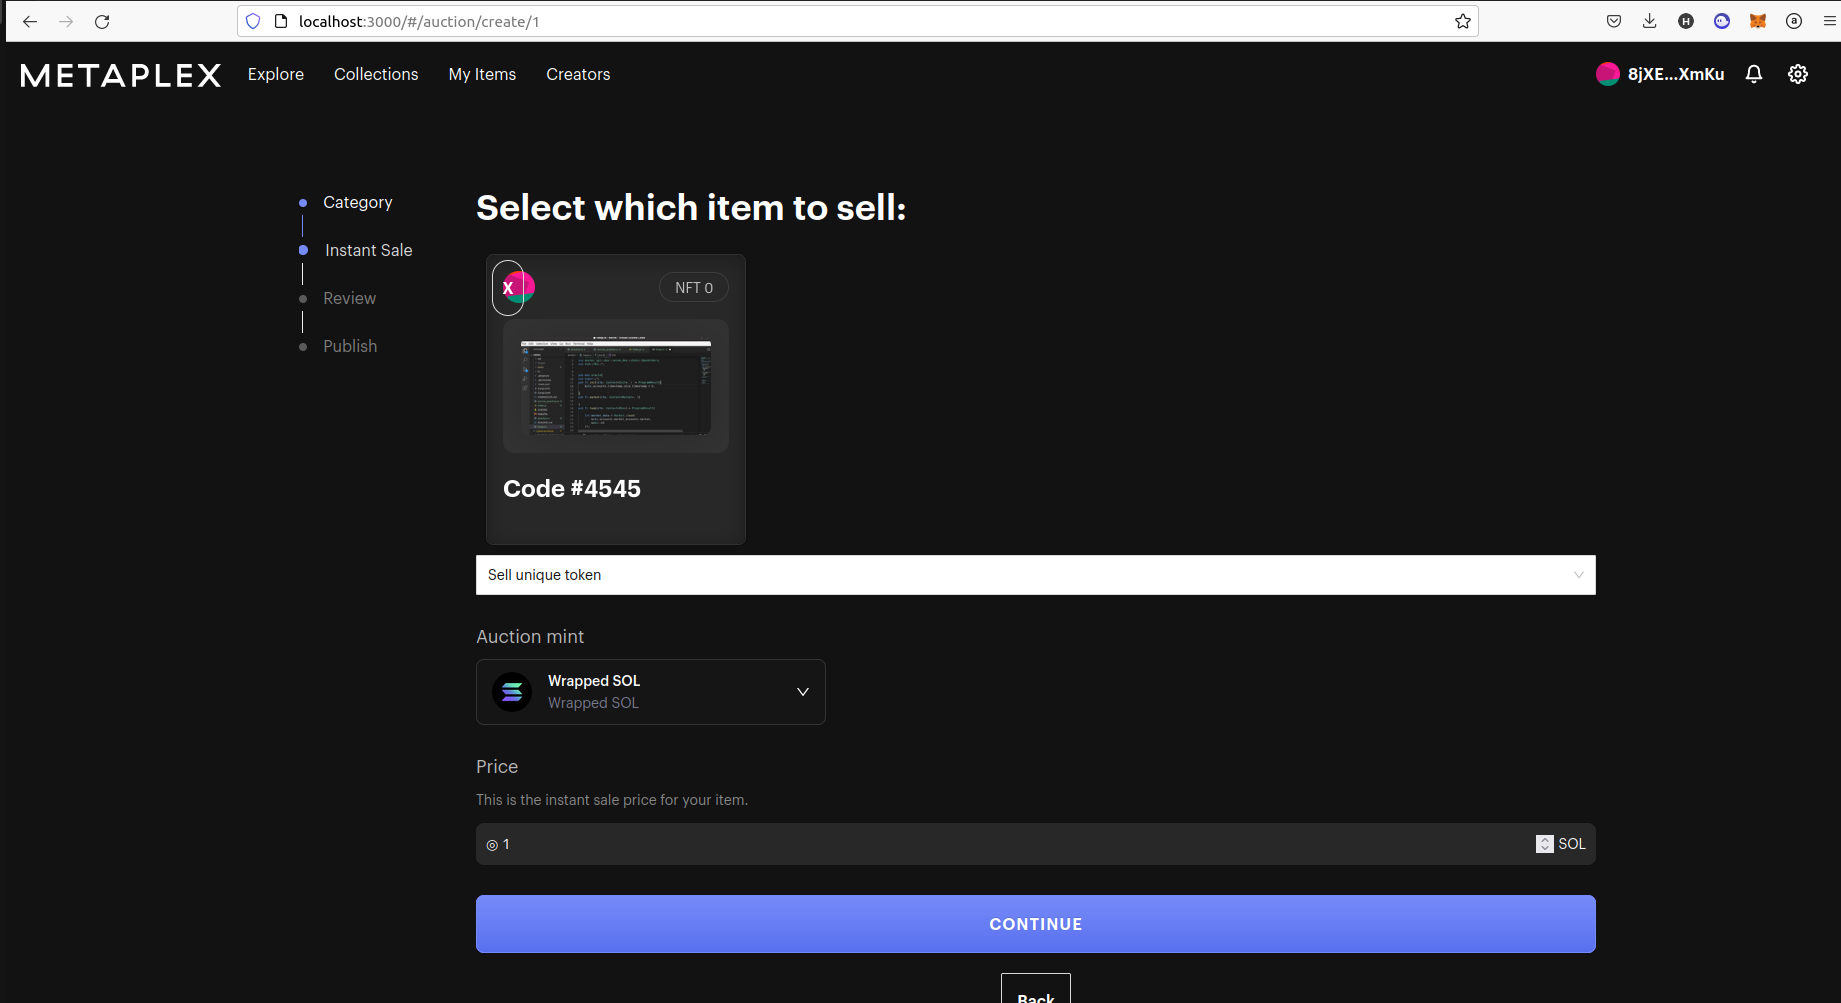 localhost:3000/#/auction/create/1
METAPLEX
Explore
Collections
My Items
Creators
8jXE...XmKu
Category
Instant Sale
Review
Publish
Select which item to sell:
X
NFT 0
Code #4545
Sell unique token
Auction mint
Wrapped SOL
Wrapped SOL
Price
This is the instant sale price for your item.
◎ 1
SOL
CONTINUE
Back